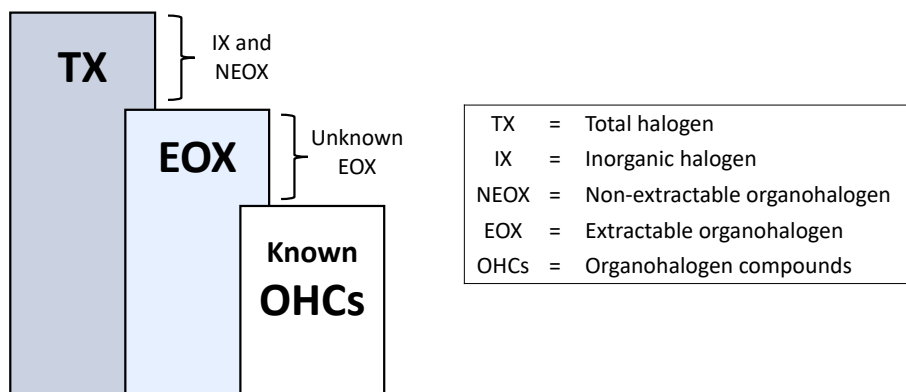 TX
IX and
NEOX
EOX
Unknown
EOX
Known
OHCs
TX = Total halogen
IX = Inorganic halogen
NEOX = Non-extractable organohalogen
EOX = Extractable organohalogen
OHCs = Organohalogen compounds